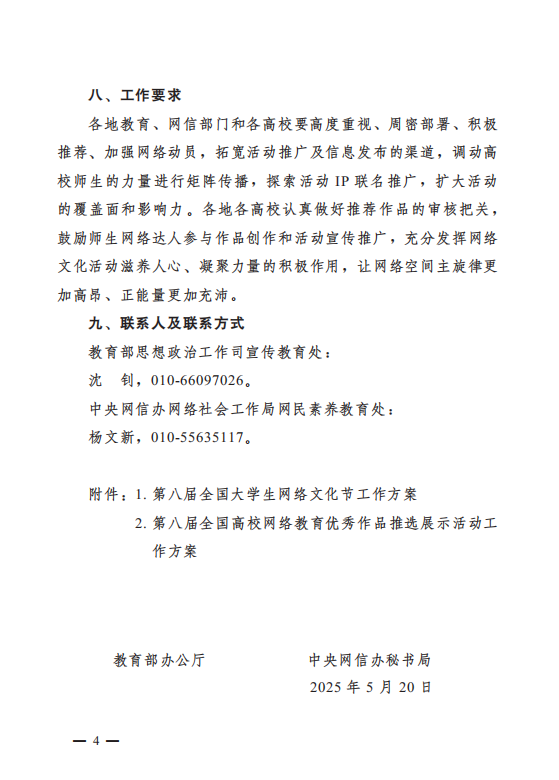 八、工作要求
各地教育、网信部门和各高校要高度重视、周密部署、积极
推荐、加强网络动员，拓宽活动推广及信息发布的渠道，调动高
校师生的力量进行矩阵传播，探索活动 IP 联名推广，扩大活动
的覆盖面和影响力。各地各高校认真做好推荐作品的审核把关，
鼓励师生网络达人参与作品创作和活动宣传推广，充分发挥网络
文化活动滋养人心、凝聚力量的积极作用，让网络空间主旋律更
加高昂、正能量更加充沛。
九、联系人及联系方式
教育部思想政治工作司宣传教育处：
沈　钊，010-66097026。
中央网信办网络社会工作局网民素养教育处：
杨文新，010-55635117。
附件：1. 第八届全国大学生网络文化节工作方案
2. 第八届全国高校网络教育优秀作品推选展示活动工
作方案
教育部办公厅　中央网信办秘书局
2025 年 5 月 20 日
— 4 —